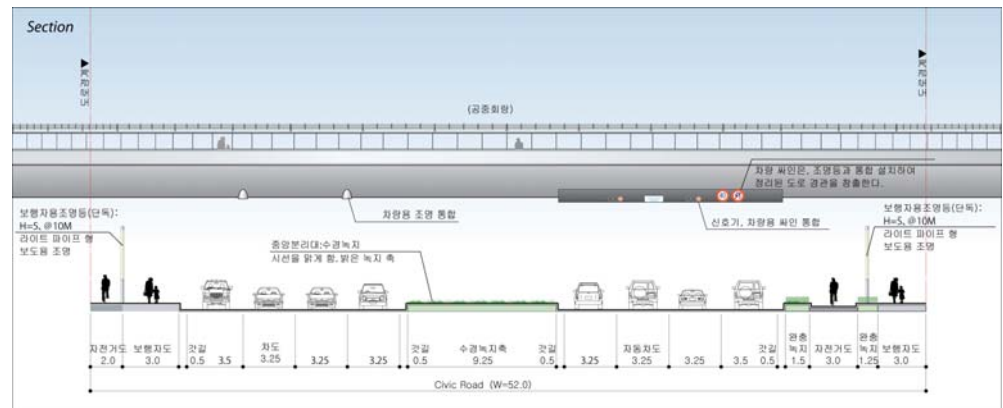 Section
도로경계
도로경계
(공중회랑)
차량 싸인은, 조명등과 통합 설치하여
정리된 도로 경관을 창출한다.
보행자용조명등(단독):
H=5, @10M
라이트 파이프 형
보도용 조명
차량용 조명 통합
신호기, 차량용 싸인 통합
보행자용조명등(단독):
H=5, @10M
라이트 파이프 형
보도용 조명
중앙분리대:수경녹지
시선을 맑게 함, 밝은 녹지 축
자전거도 보행자도 갓길 차도 갓길 수경녹지축 갓길 자동차도 갓길 완충녹지 자전거도 완충녹지 보행자도
2.0 3.0 0.5 3.5 3.25 3.25 3.25 0.5 9.25 0.5 3.25 3.25 3.25 3.5 0.5 1.5 3.0 1.25 3.0
Civic Road (W=52.0)